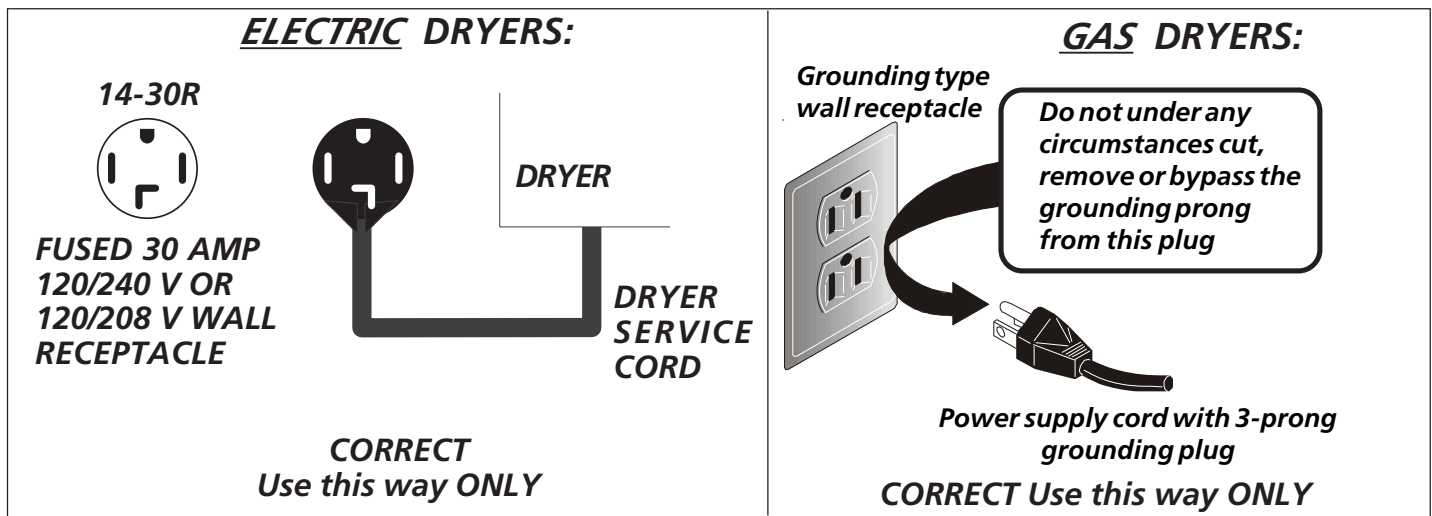 ELECTRIC DRYERS:
14-30R
FUSED 30 AMP
120/240 V OR
120/208 V WALL
RECEPTACLE
DRYER
DRYER
SERVICE
CORD
CORRECT
Use this way ONLY
GAS DRYERS:
Grounding type
wall receptacle
Do not under any
circumstances cut,
remove or bypass the
grounding prong
from this plug
Power supply cord with 3-prong
grounding plug
CORRECT Use this way ONLY